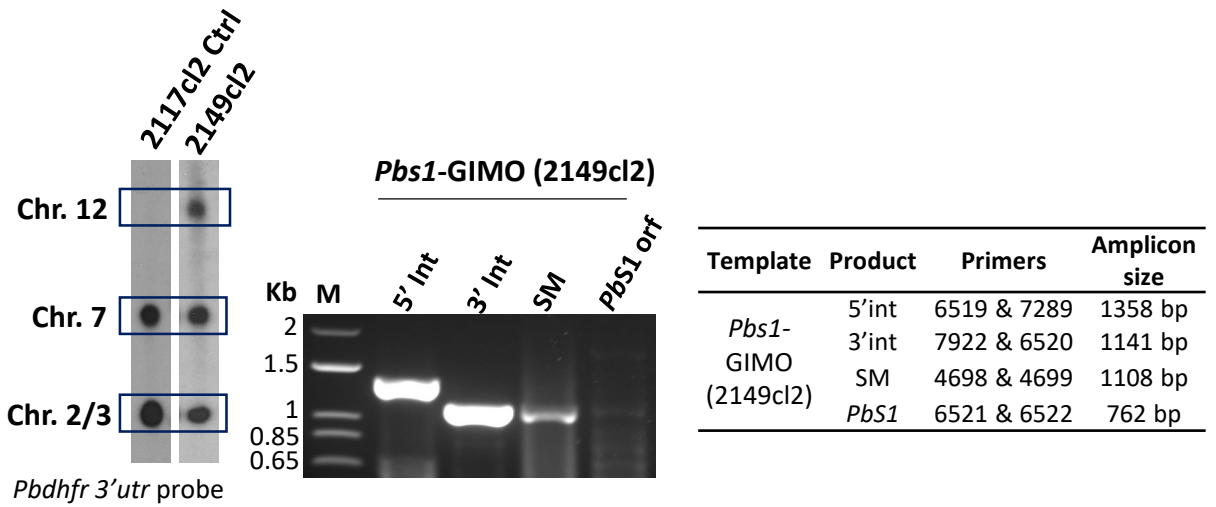 2117cl2 Ctrl
2149cl2
Chr. 12
Chr. 7
Chr. 2/3
Pbdhfr 3’utr probe
Pbs1-GIMO (2149cl2)
Kb M 5’ Int 3’ Int SM PbS1 orf
2
1.5
1
0.85
0.65
Template Product Primers Amplicon size
Pbs1-GIMO (2149cl2)
5’int 6519 & 7289 1358 bp
3’int 7922 & 6520 1141 bp
SM 4698 & 4699 1108 bp
PbS1 6521 & 6522 762 bp